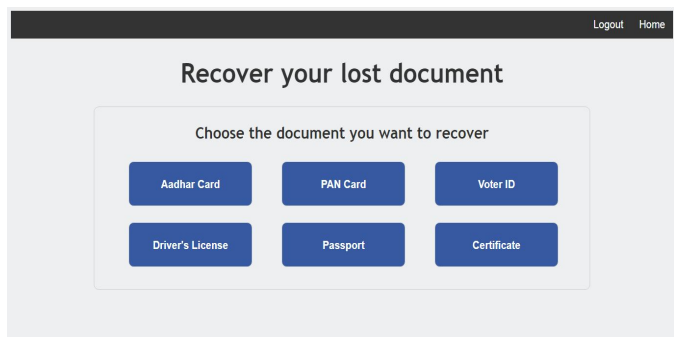 Logout Home
Recover your lost document
Choose the document you want to recover
Aadhar Card PAN Card Voter ID
Driver's License Passport Certificate